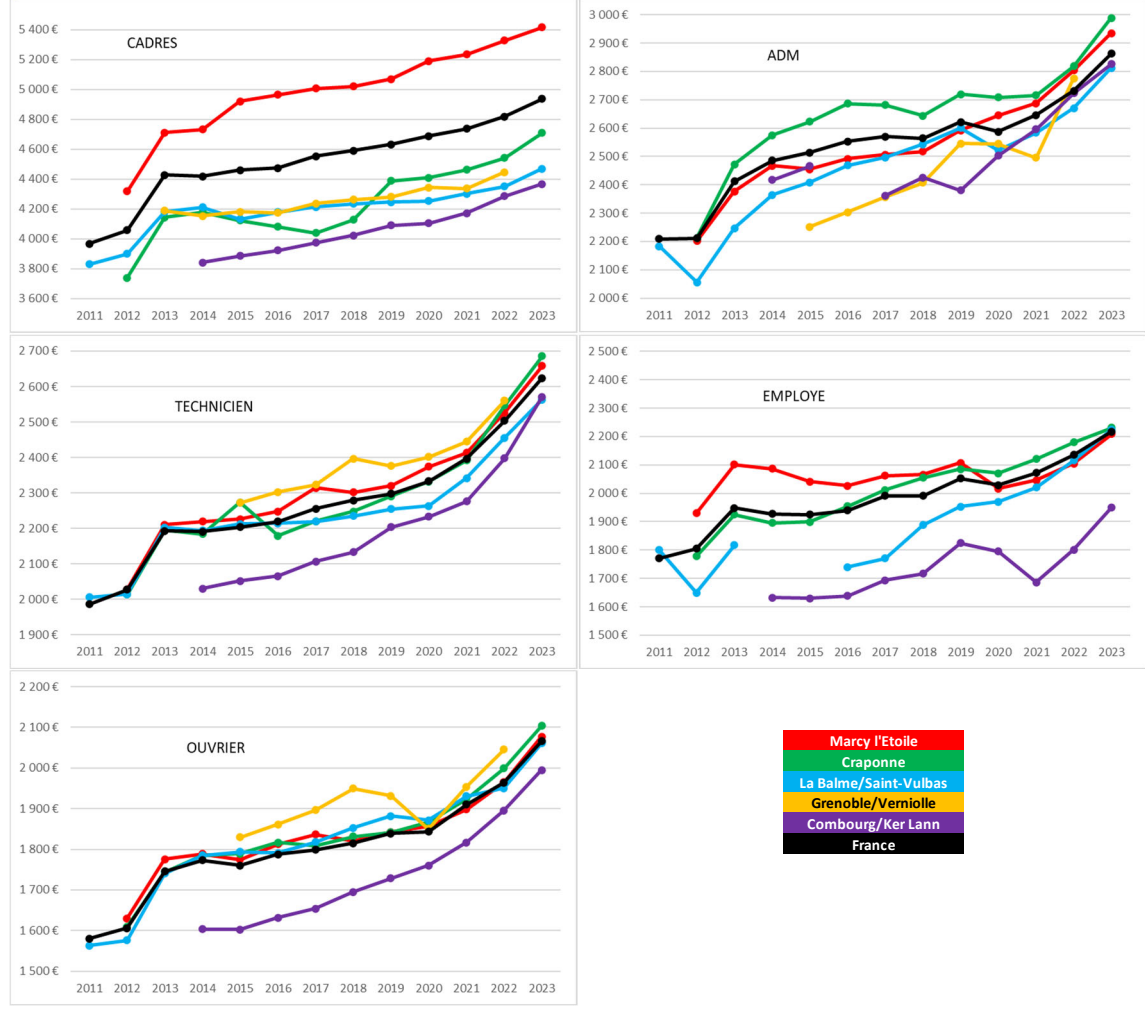 CADRES
5 400 €
5 200 €
5 000 €
4 800 €
4 600 €
4 400 €
4 200 €
4 000 €
3 800 €
3 600 €
2011 2012 2013 2014 2015 2016 2017 2018 2019 2020 2021 2022 2023
ADM
3 000 €
2 900 €
2 800 €
2 700 €
2 600 €
2 500 €
2 400 €
2 300 €
2 200 €
2 100 €
2 000 €
2011 2012 2013 2014 2015 2016 2017 2018 2019 2020 2021 2022 2023
TECHNICIEN
2 700 €
2 600 €
2 500 €
2 400 €
2 300 €
2 200 €
2 100 €
2 000 €
1 900 €
2011 2012 2013 2014 2015 2016 2017 2018 2019 2020 2021 2022 2023
EMPLOYE
2 500 €
2 400 €
2 300 €
2 200 €
2 100 €
2 000 €
1 900 €
1 800 €
1 700 €
1 600 €
1 500 €
2011 2012 2013 2014 2015 2016 2017 2018 2019 2020 2021 2022 2023
OUVRIER
2 200 €
2 100 €
2 000 €
1 900 €
1 800 €
1 700 €
1 600 €
1 500 €
2011 2012 2013 2014 2015 2016 2017 2018 2019 2020 2021 2022 2023
Marcy l'Etoile
Craponne
La Balme/Saint-Vulbas
Grenoble/Verniolle
Combourg/Ker Lann
France